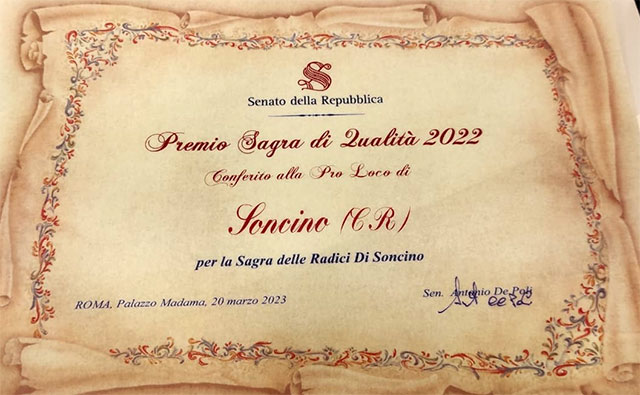 S
Senato della Repubblica
Premio Sagra di Qualità 2022
Conferito alla Pro Loco di
Soncino (CR)
per la Sagra delle Radici Di Soncino
ROMA, Palazzo Madama, 20 marzo 2023
Sen. Antonio De Poli